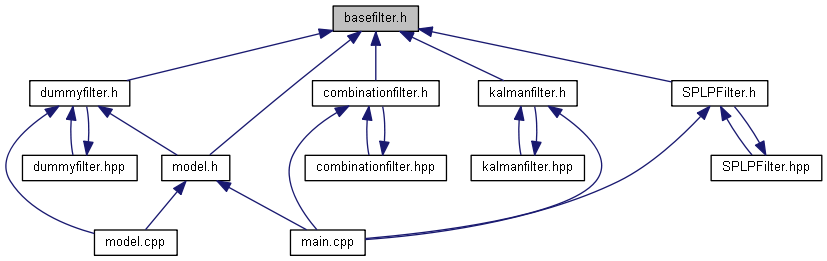 basefilter.h
dummyfilter.h
combinationfilter.h
kalmanfilter.h
SPLPFilter.h
dummyfilter.hpp
model.h
combinationfilter.hpp
kalmanfilter.hpp
SPLPFilter.hpp
model.cpp
main.cpp